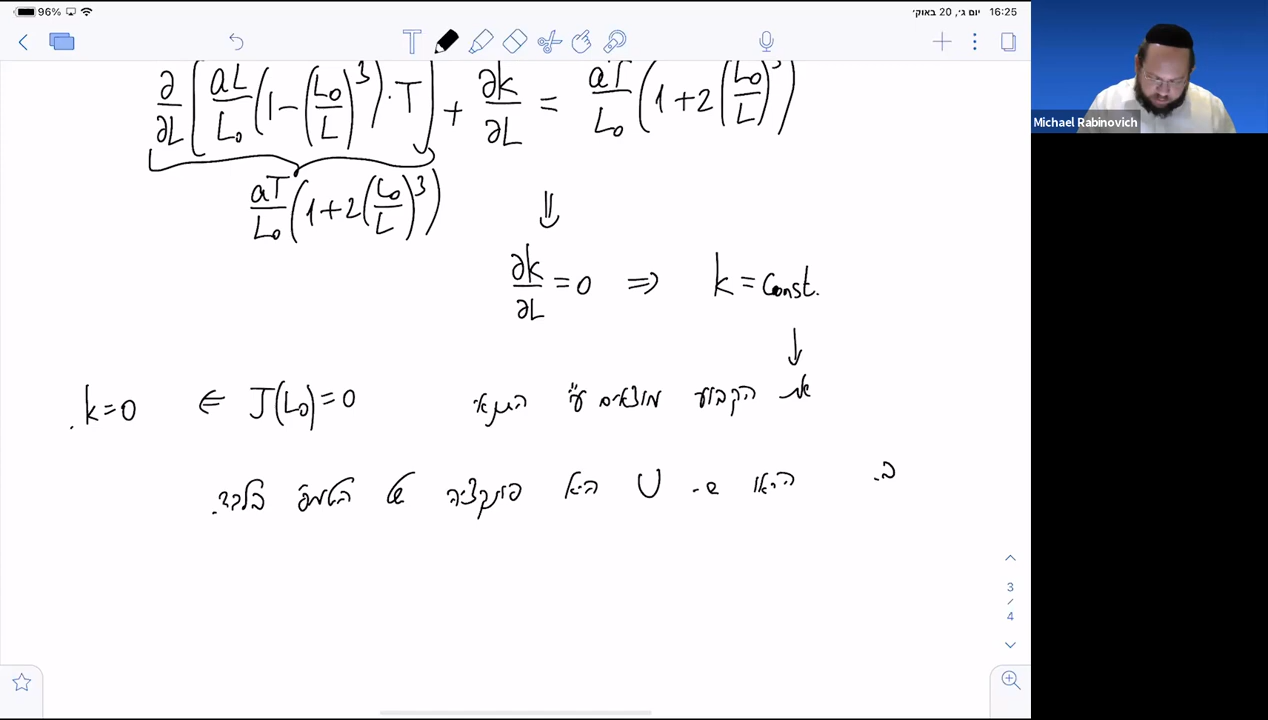 96%
16:25 יום ג׳, 20 באוק׳
Michael Rabinovich
∂/∂L [ aL/L₀ (1 − (L₀/L)³) · T ] + ∂k/∂L = aT/L₀ (1 + 2(L₀/L)³)
aT/L₀ (1 + 2(L₀/L)³)
⇓
∂k/∂L = 0 ⇒ k = Const.
↓
את הקבוע מוצאים ע"י התנאי J(L₀) = 0 ⇐ k = 0.
ב. הראו ש- U היא פונקציה של הטמפ בלבד.
3
/
4